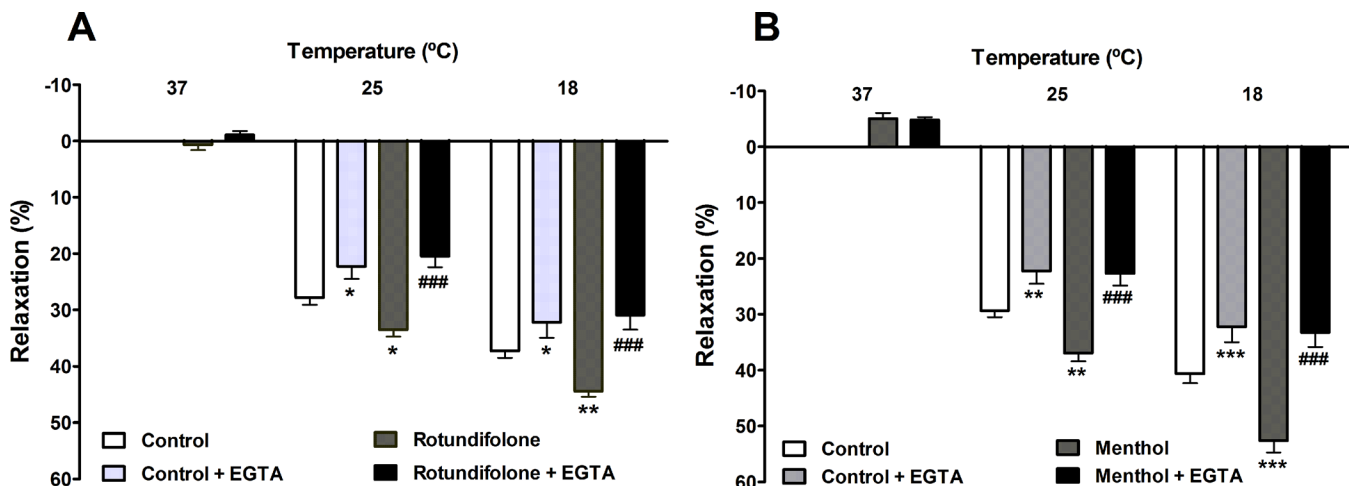 A
Temperature (ºC)
37 25 18
-10
0
10
20
30
40
50
60
Relaxation (%)
* * ### * ** ###
Control
Rotundifolone
Control + EGTA
Rotundifolone + EGTA
B
Temperature (ºC)
37 25 18
-10
0
10
20
30
40
50
60
Relaxation (%)
** ** ### *** *** ###
Control
Menthol
Control + EGTA
Menthol + EGTA